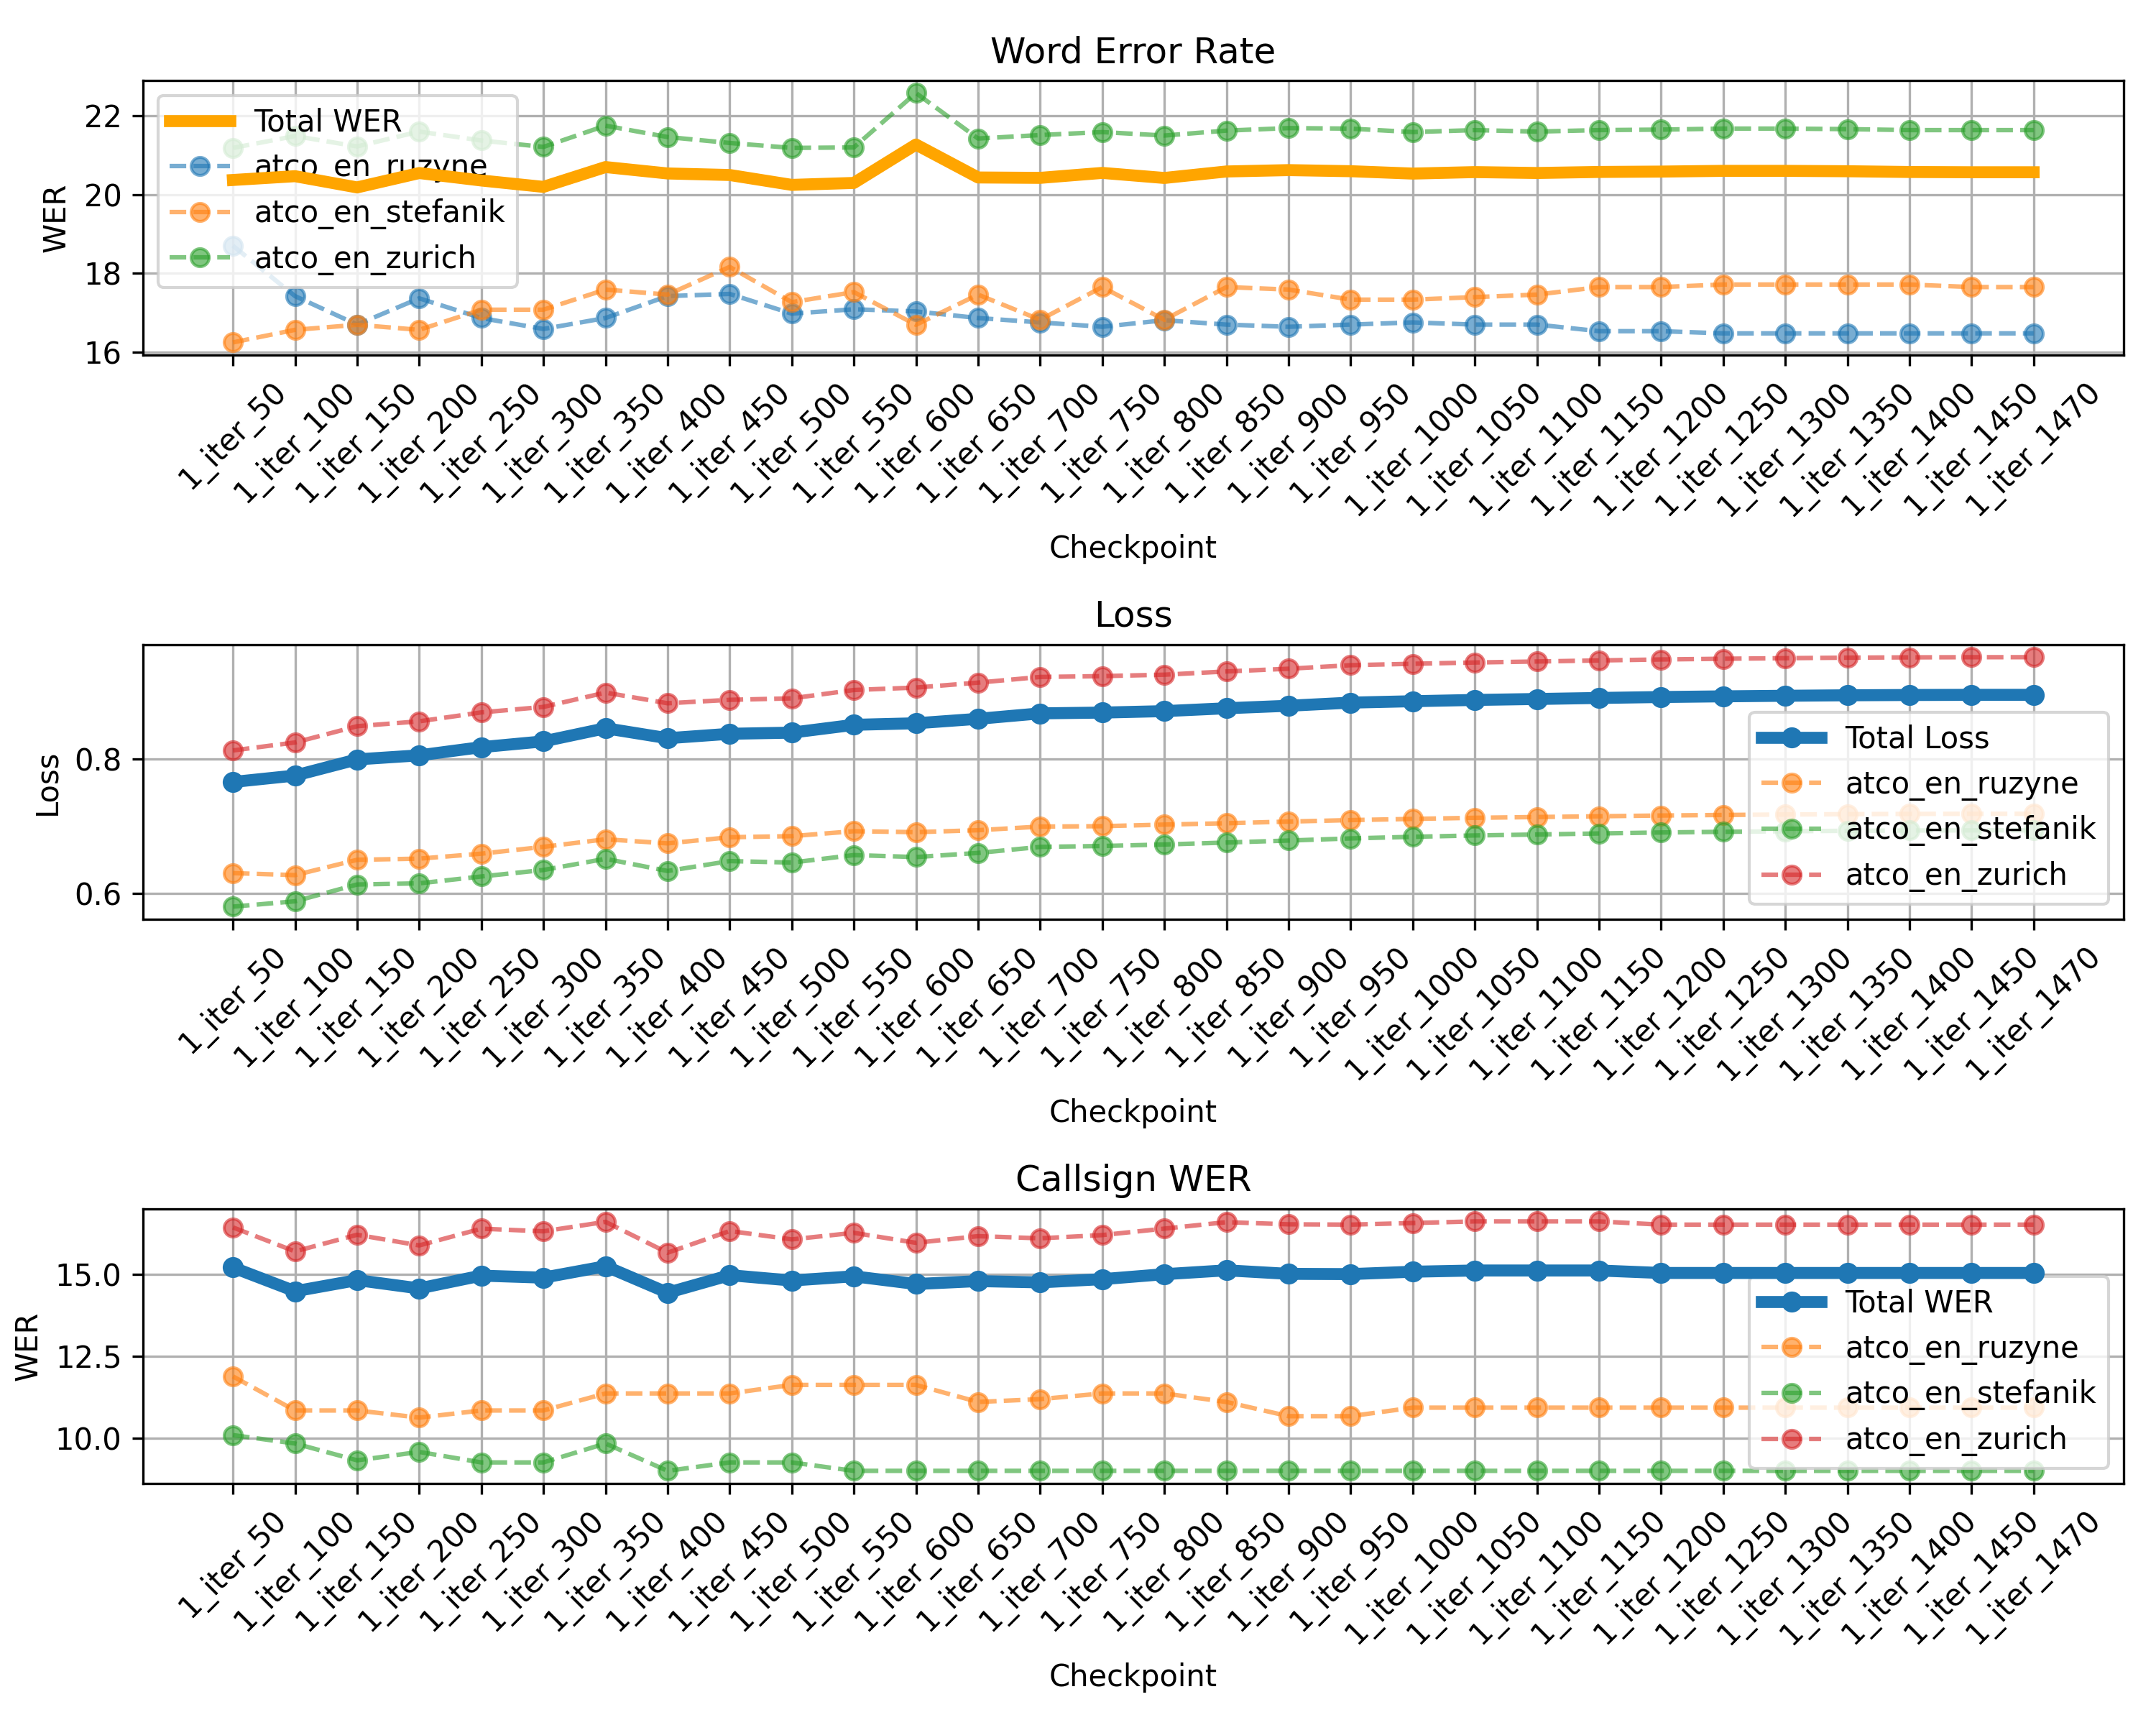 Word Error Rate
WER
22
20
18
16
Total WER
atco_en_ruzyne
atco_en_stefanik
atco_en_zurich
1_iter_50
1_iter_100
1_iter_150
1_iter_200
1_iter_250
1_iter_300
1_iter_350
1_iter_400
1_iter_450
1_iter_500
1_iter_550
1_iter_600
1_iter_650
1_iter_700
1_iter_750
1_iter_800
1_iter_850
1_iter_900
1_iter_950
1_iter_1000
1_iter_1050
1_iter_1100
1_iter_1150
1_iter_1200
1_iter_1250
1_iter_1300
1_iter_1350
1_iter_1400
1_iter_1450
1_iter_1470
Checkpoint
Loss
Loss
0.8
0.6
Total Loss
atco_en_ruzyne
atco_en_stefanik
atco_en_zurich
1_iter_50
1_iter_100
1_iter_150
1_iter_200
1_iter_250
1_iter_300
1_iter_350
1_iter_400
1_iter_450
1_iter_500
1_iter_550
1_iter_600
1_iter_650
1_iter_700
1_iter_750
1_iter_800
1_iter_850
1_iter_900
1_iter_950
1_iter_1000
1_iter_1050
1_iter_1100
1_iter_1150
1_iter_1200
1_iter_1250
1_iter_1300
1_iter_1350
1_iter_1400
1_iter_1450
1_iter_1470
Checkpoint
Callsign WER
WER
15.0
12.5
10.0
Total WER
atco_en_ruzyne
atco_en_stefanik
atco_en_zurich
1_iter_50
1_iter_100
1_iter_150
1_iter_200
1_iter_250
1_iter_300
1_iter_350
1_iter_400
1_iter_450
1_iter_500
1_iter_550
1_iter_600
1_iter_650
1_iter_700
1_iter_750
1_iter_800
1_iter_850
1_iter_900
1_iter_950
1_iter_1000
1_iter_1050
1_iter_1100
1_iter_1150
1_iter_1200
1_iter_1250
1_iter_1300
1_iter_1350
1_iter_1400
1_iter_1450
1_iter_1470
Checkpoint